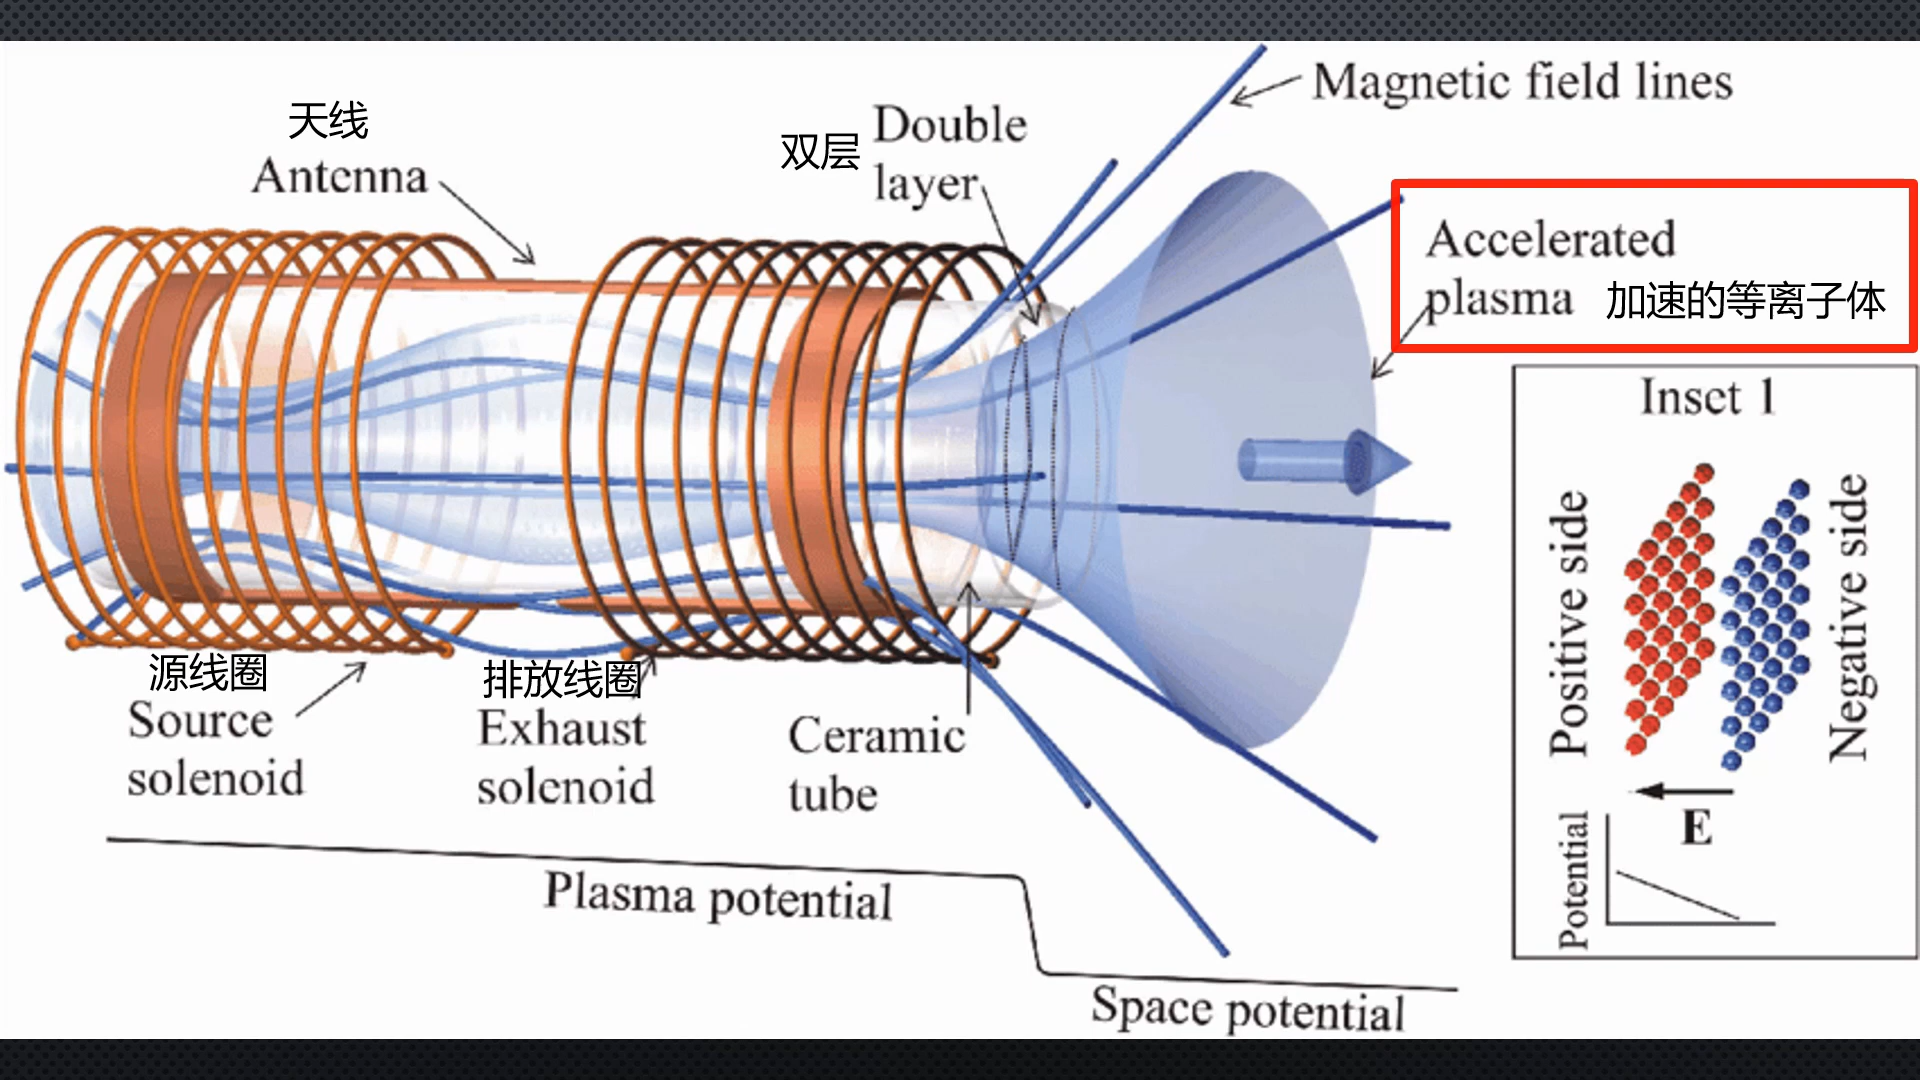 Magnetic field lines
天线
Antenna
双层
Double
layer
Accelerated
plasma 加速的等离子体
源线圈
Source
solenoid
排放线圈
Exhaust
solenoid
Ceramic
tube
Plasma potential
Space potential
Inset 1
Positive side
Negative side
E
Potential